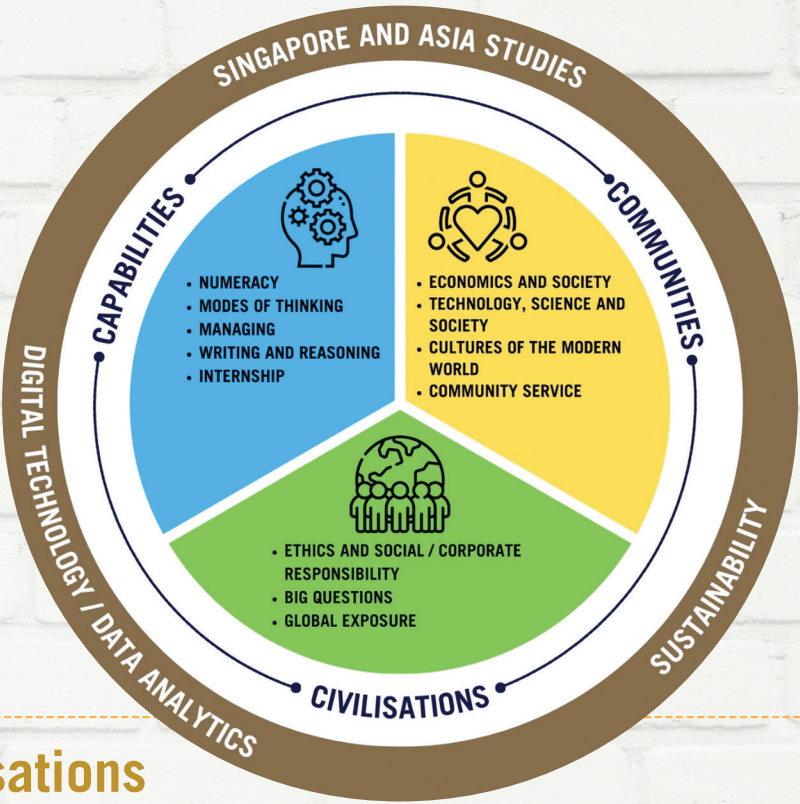 SINGAPORE AND ASIA STUDIES
CAPABILITIES
COMMUNITIES
• NUMERACY
• MODES OF THINKING
• MANAGING
• WRITING AND REASONING
• INTERNSHIP
• ECONOMICS AND SOCIETY
• TECHNOLOGY, SCIENCE AND
SOCIETY
• CULTURES OF THE MODERN
WORLD
• COMMUNITY SERVICE
• ETHICS AND SOCIAL / CORPORATE
RESPONSIBILITY
• BIG QUESTIONS
• GLOBAL EXPOSURE
CIVILISATIONS
DIGITAL TECHNOLOGY / DATA ANALYTICS
SUSTAINABILITY
sations